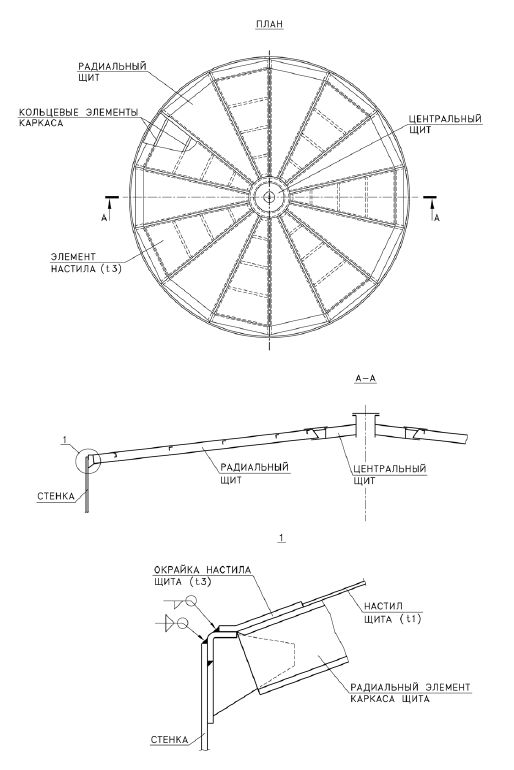 ПЛАН
РАДИАЛЬНЫЙ
ЩИТ
КОЛЬЦЕВЫЕ ЭЛЕМЕНТЫ
КАРКАСА
ЦЕНТРАЛЬНЫЙ
ЩИТ
А
А
ЭЛЕМЕНТ
НАСТИЛА (t3)
А–А
1
РАДИАЛЬНЫЙ
ЩИТ
ЦЕНТРАЛЬНЫЙ
ЩИТ
СТЕНКА
1
ОКРАЙКА НАСТИЛА
ЩИТА (t3)
НАСТИЛ
ЩИТА (t1)
РАДИАЛЬНЫЙ ЭЛЕМЕНТ
КАРКАСА ЩИТА
СТЕНКА